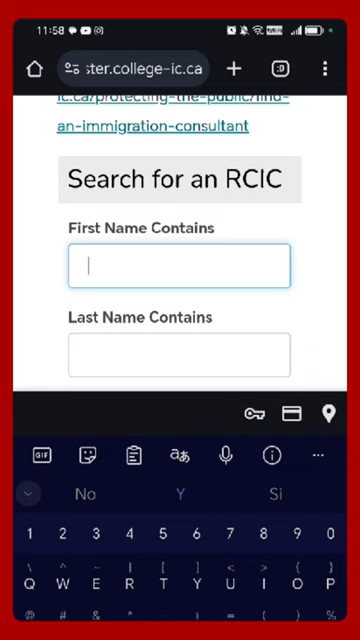 11:58
ster.college-ic.ca
:D
ic.ca/protecting-the-public/find-
an-immigration-consultant
Search for an RCIC
First Name Contains
Last Name Contains
GIF
No Y Si
1 2 3 4 5 6 7 8 9 0
\ ^ ~ | [ ] < > { }
Q W E R T Y U I O P
@ # & * - + = ( ) %